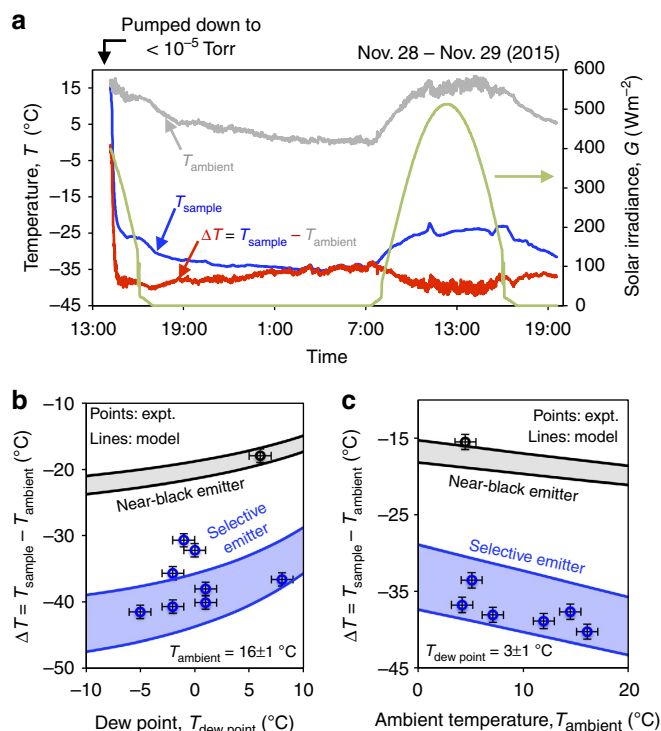 a
Pumped down to
< 10⁻⁵ Torr
Nov. 28 – Nov. 29 (2015)
15
5
−5
−15
−25
−35
−45
Temperature, T (°C)
600
500
400
300
200
100
0
Solar irradiance, G (Wm⁻²)
T_ambient
T_sample
ΔT = T_sample − T_ambient
13:00 19:00 1:00 7:00 13:00 19:00
Time
b
−10
−20
−30
−40
−50
ΔT = T_sample − T_ambient (°C)
Points: expt.
Lines: model
Near-black emitter
Selective
emitter
T_ambient = 16±1 °C
−10 −5 0 5 10
Dew point, T_dew point (°C)
c
−15
−25
−35
−45
ΔT = T_sample − T_ambient (°C)
Points: expt.
Lines: model
Near-black emitter
Selective emitter
T_dew point = 3±1 °C
0 10 20
Ambient temperature, T_ambient (°C)